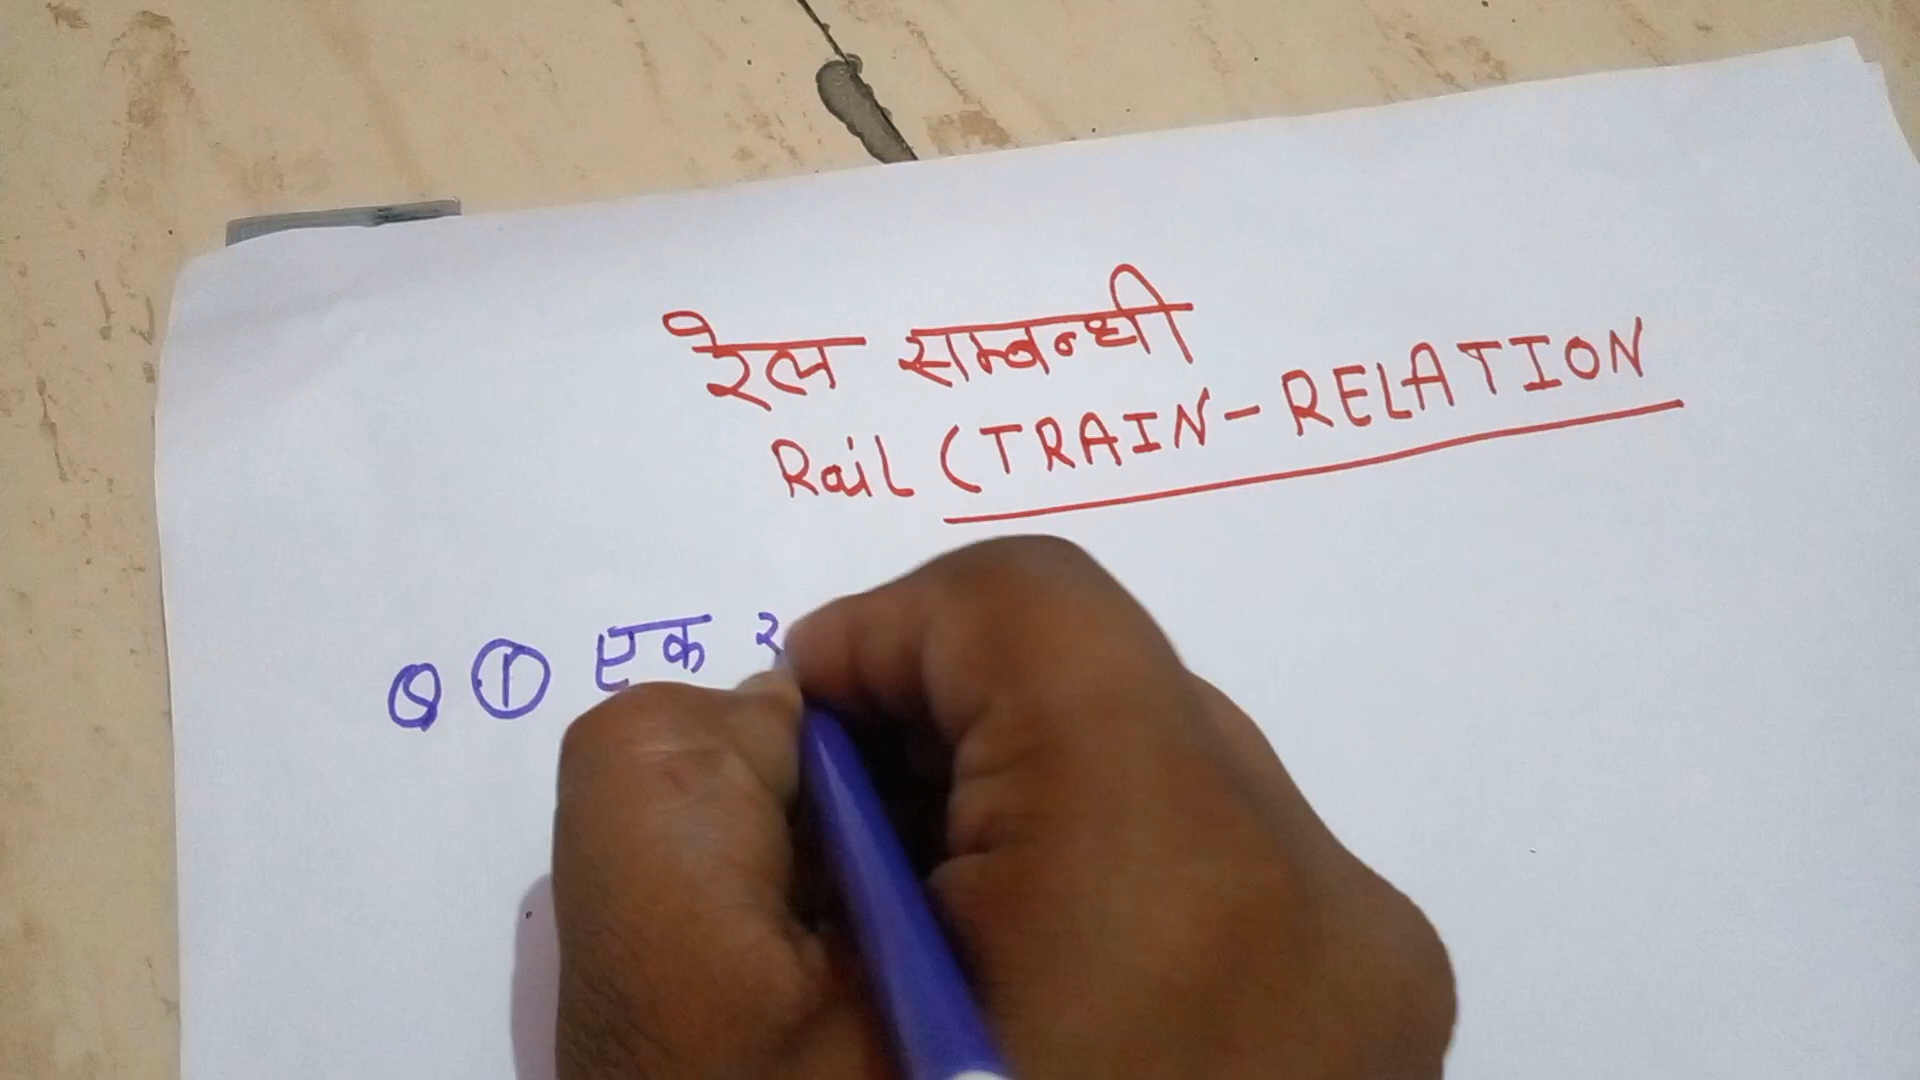 रेल सम्बन्धी
Rail (TRAIN-RELATION
Q ① एक